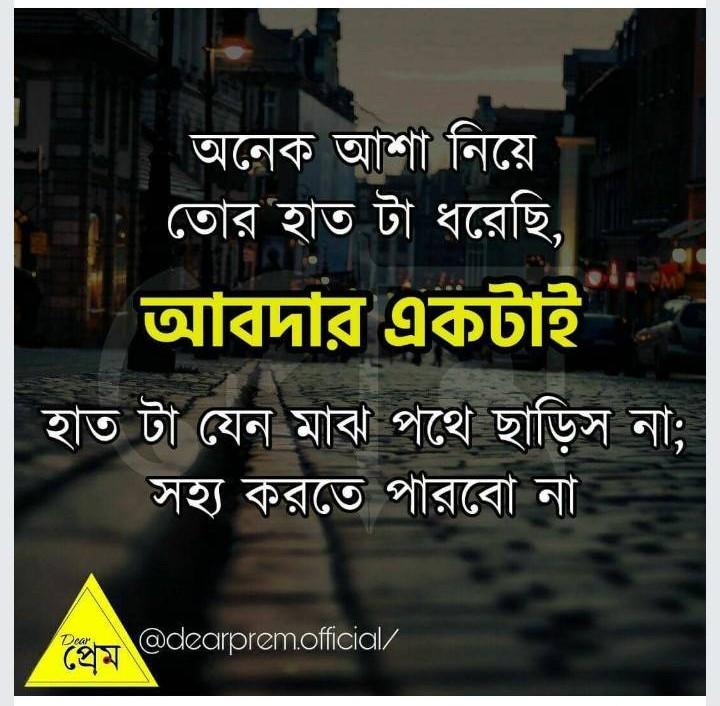 অনেক আশা নিয়ে
তোর হাত টা ধরেছি,
আবদার একটাই
হাত টা যেন মাঝ পথে ছাড়িস না;
সহ্য করতে পারবো না
Dear
প্রেম
@dearprem.official/